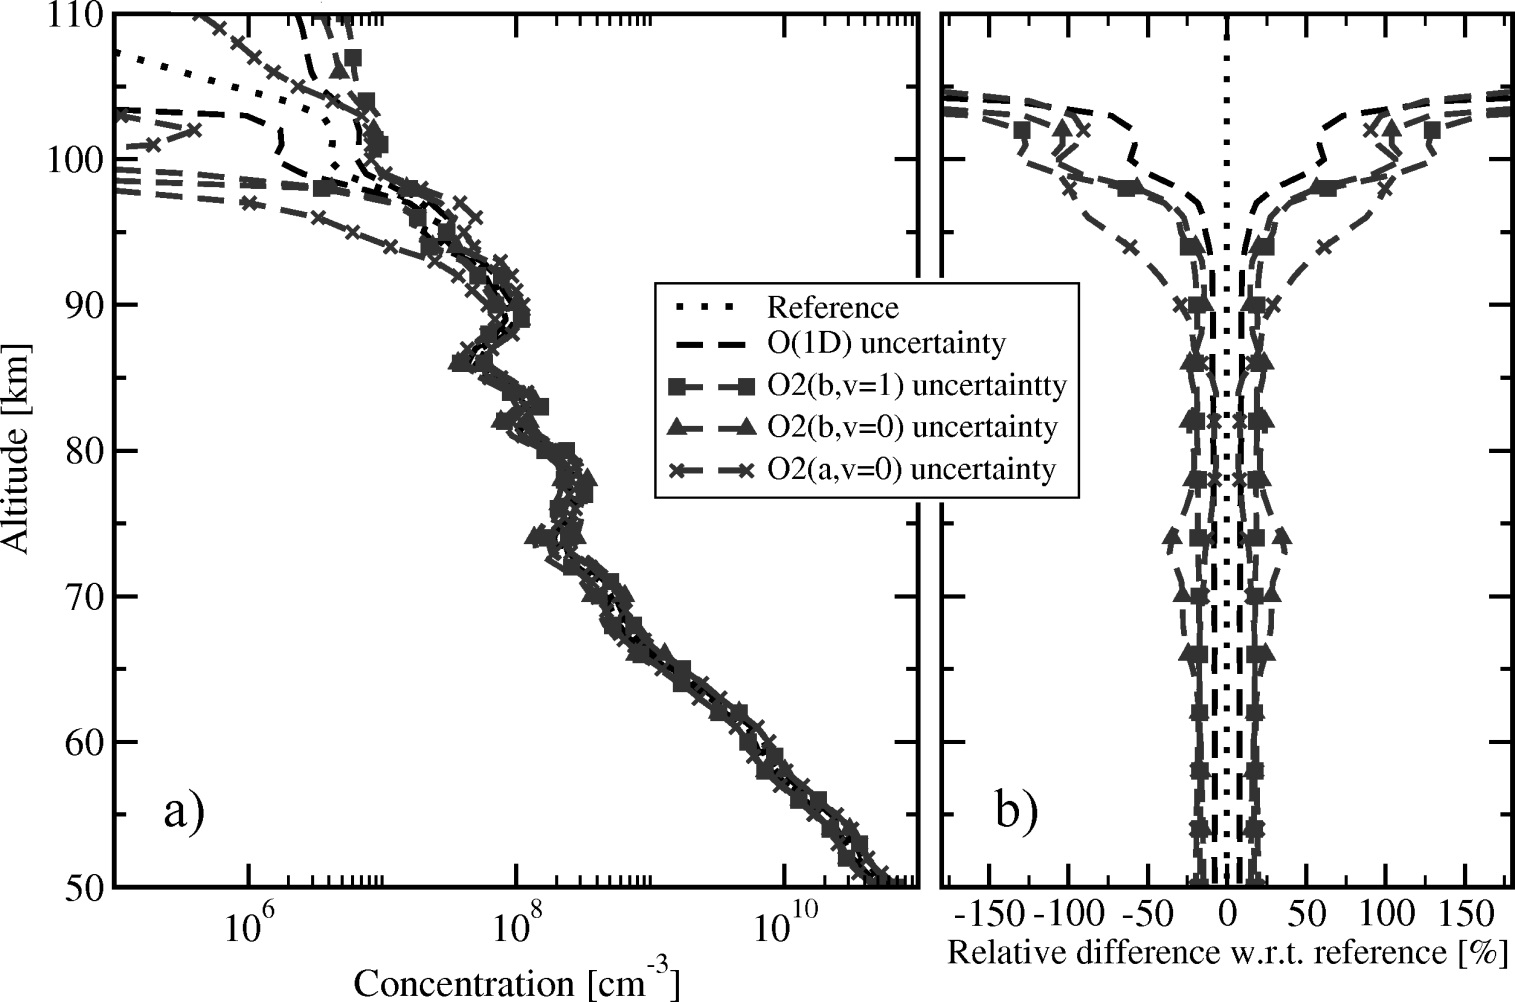 110
100
90
80
70
60
50
Altitude [km]
10^6
10^8
10^10
Concentration [cm^-3]
a)
Reference
O(1D) uncertainty
O2(b,v=1) uncertaintty
O2(b,v=0) uncertainty
O2(a,v=0) uncertainty
b)
-150 -100 -50 0 50 100 150
Relative difference w.r.t. reference [%]